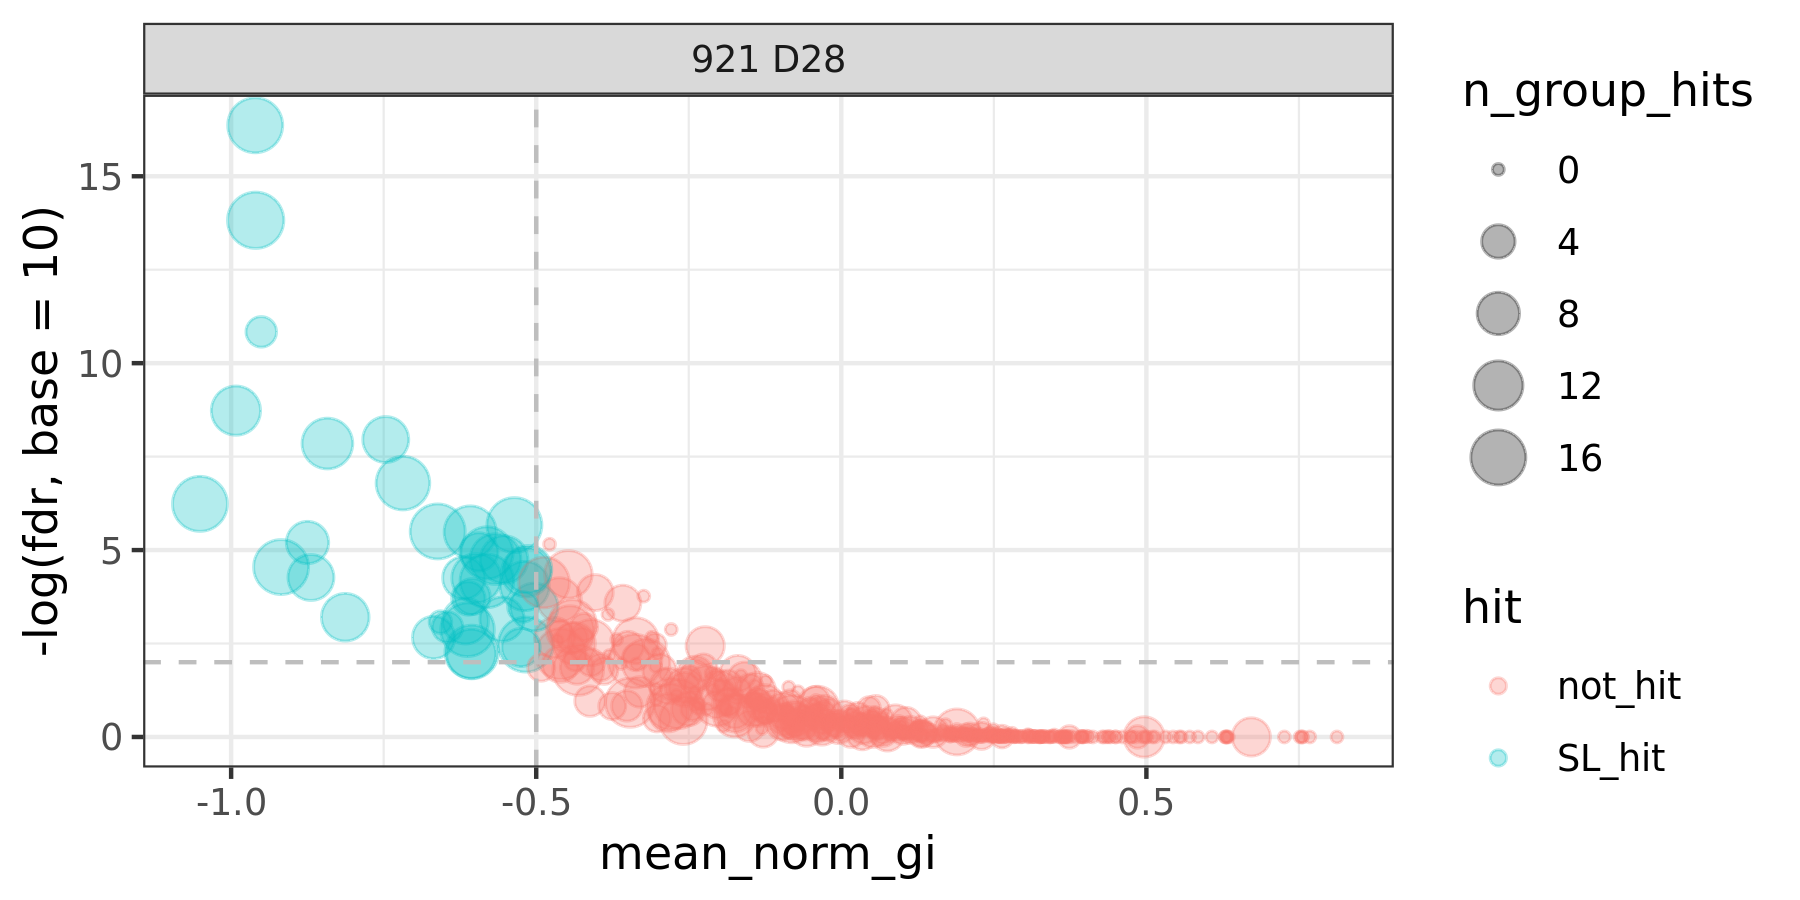 921 D28
-log(fdr, base = 10)
15
10
5
0
-1.0
-0.5
0.0
0.5
mean_norm_gi
n_group_hits
0
4
8
12
16
hit
not_hit
SL_hit